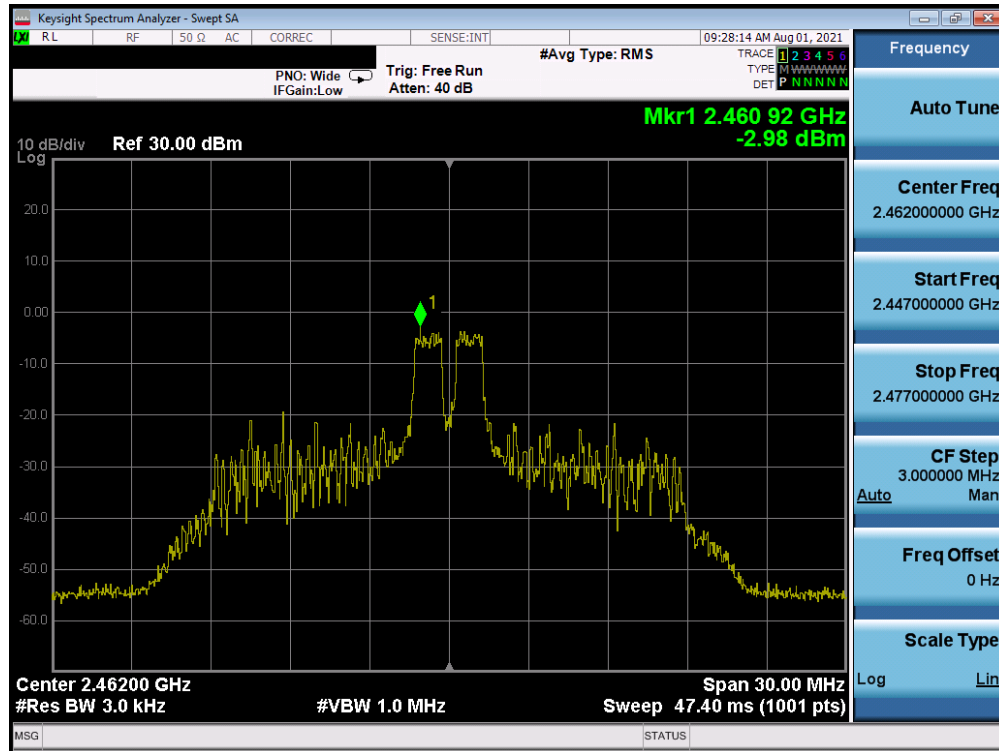 Keysight Spectrum Analyzer - Swept SA
LXI RL RF 50 Ω AC CORREC SENSE:INT 09:28:14 AM Aug 01, 2021
#Avg Type: RMS
TRACE 1 2 3 4 5 6
TYPE M WWWWW
DET P N N N N N
PNO: Wide
IFGain:Low
Trig: Free Run
Atten: 40 dB
Mkr1 2.460 92 GHz
-2.98 dBm
10 dB/div Ref 30.00 dBm
Log
20.0
10.0
0.00
-10.0
-20.0
-30.0
-40.0
-50.0
-60.0
1
Center 2.46200 GHz Span 30.00 MHz
#Res BW 3.0 kHz #VBW 1.0 MHz Sweep 47.40 ms (1001 pts)
MSG STATUS
Frequency
Auto Tune
Center Freq
2.462000000 GHz
Start Freq
2.447000000 GHz
Stop Freq
2.477000000 GHz
CF Step
3.000000 MHz
Auto Man
Freq Offset
0 Hz
Scale Type
Log Lin